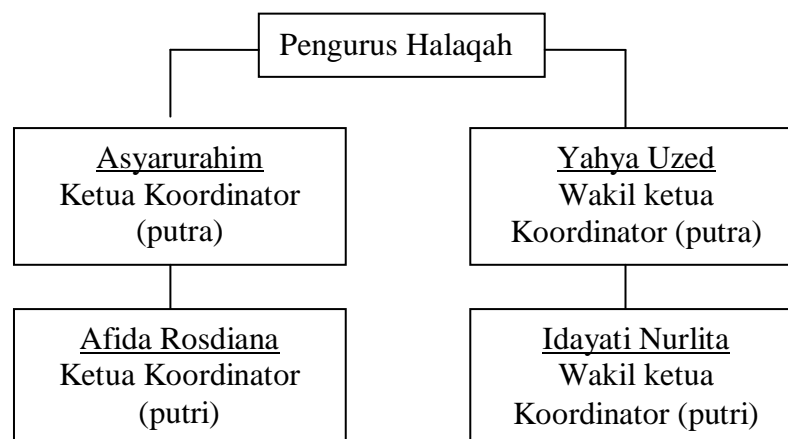 Pengurus Halaqah
Asyarurahim
Ketua Koordinator
(putra)
Yahya Uzed
Wakil ketua
Koordinator (putra)
Afida Rosdiana
Ketua Koordinator
(putri)
Idayati Nurlita
Wakil ketua
Koordinator (putri)